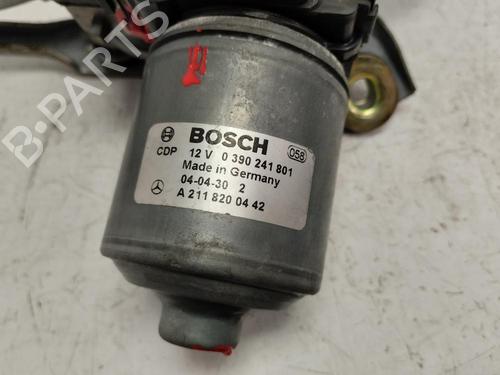 BOSCH
058
CDP 12 V 0 390 241 801
Made in Germany
04-04-30 2
A 211 820 04 42
B-PARTS